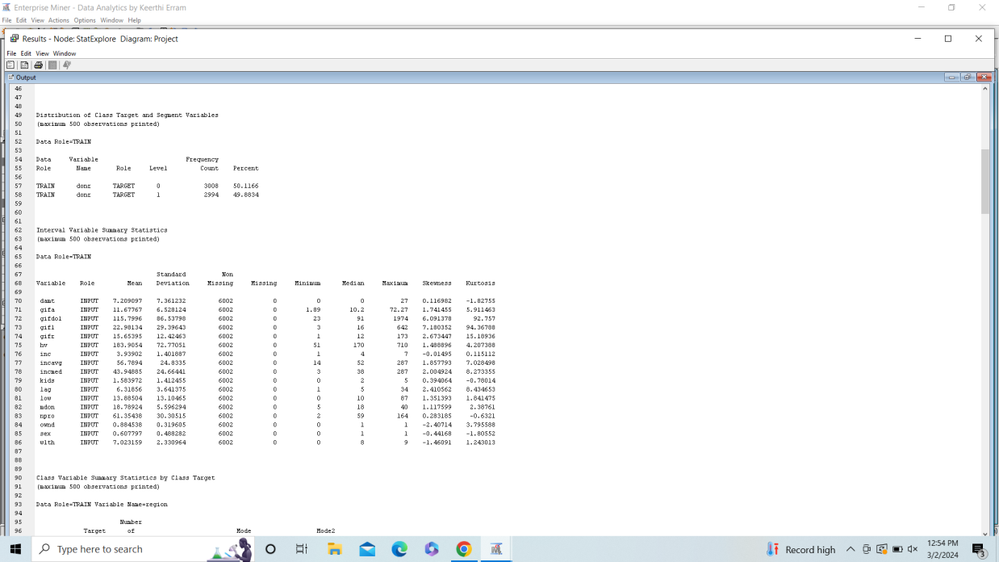 Enterprise Miner - Data Analytics by Keerthi Erram
File Edit View Actions Options Window Help
Results - Node: StatExplore Diagram: Project
File Edit View Window
Output
46
47
48
49 Distribution of Class Target and Segment Variables
50 (maximum 500 observations printed)
51
52 Data Role=TRAIN
53
54 Data Variable Frequency
55 Role Name Role Level Count Percent
56
57 TRAIN donr TARGET 0 3008 50.1166
58 TRAIN donr TARGET 1 2994 49.8834
59
60
61
62 Interval Variable Summary Statistics
63 (maximum 500 observations printed)
64
65 Data Role=TRAIN
66
67 Standard Non
68 Variable Role Mean Deviation Missing Missing Minimum Median Maximum Skewness Kurtosis
69
70 damt INPUT 7.209097 7.361232 6002 0 0 0 27 0.116982 -1.82755
71 gifa INPUT 11.67767 6.528124 6002 0 1.89 10.2 72.27 1.741455 5.911463
72 gifdol INPUT 115.7996 86.53798 6002 0 23 91 1974 6.091378 92.757
73 gifl INPUT 22.98134 29.39643 6002 0 3 16 642 7.180352 94.36788
74 gifr INPUT 15.65395 12.42463 6002 0 1 12 173 2.673447 15.18936
75 hv INPUT 183.9054 72.77051 6002 0 51 170 710 1.488896 4.207388
76 inc INPUT 3.93902 1.401887 6002 0 1 4 7 -0.01495 0.115112
77 incavg INPUT 56.7894 24.8335 6002 0 14 52 287 1.857793 7.028498
78 incmed INPUT 43.94885 24.66441 6002 0 3 38 287 2.004924 8.273355
79 kids INPUT 1.583972 1.412455 6002 0 0 2 5 0.394064 -0.78014
80 lag INPUT 6.31856 3.641375 6002 0 1 5 34 2.410562 8.434653
81 low INPUT 13.88504 13.10465 6002 0 0 10 87 1.351393 1.841475
82 mdon INPUT 18.78924 5.596294 6002 0 5 18 40 1.117599 2.38761
83 npro INPUT 61.35438 30.30515 6002 0 2 59 164 0.283185 -0.6321
84 ownd INPUT 0.884538 0.319605 6002 0 0 1 1 -2.40714 3.795588
85 sex INPUT 0.607797 0.488282 6002 0 0 1 1 -0.44168 -1.80552
86 wlth INPUT 7.023159 2.330964 6002 0 0 8 9 -1.46091 1.243013
87
88
89
90 Class Variable Summary Statistics by Class Target
91 (maximum 500 observations printed)
92
93 Data Role=TRAIN Variable Name=region
94
95 Number
96 Target of Mode Mode2
Type here to search
Record high
12:54 PM
3/2/2024
3